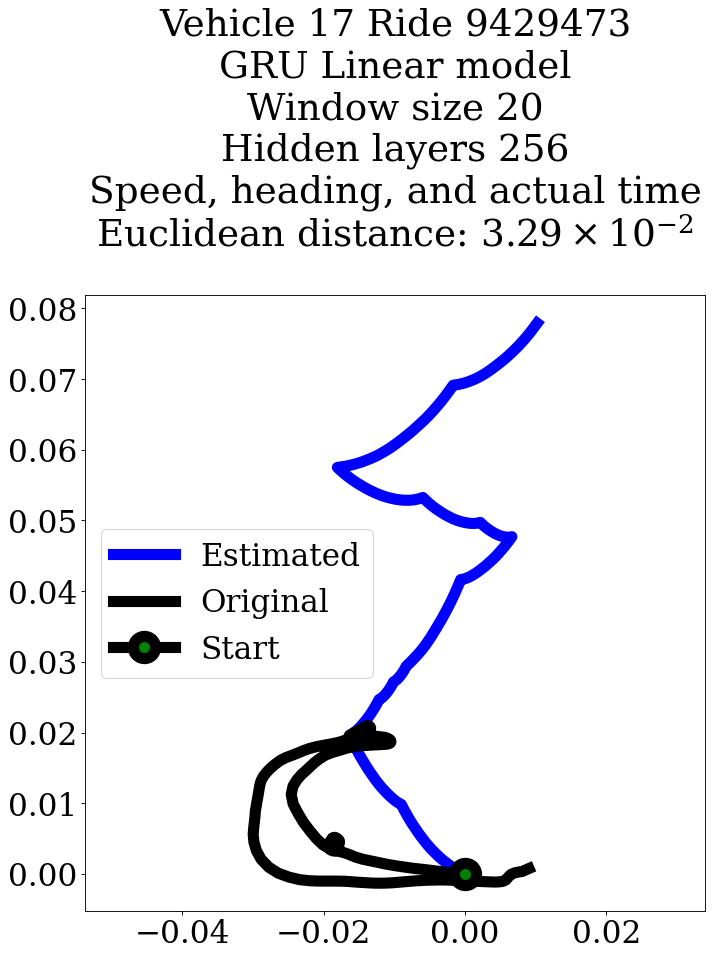 Vehicle 17 Ride 9429473
GRU Linear model
Window size 20
Hidden layers 256
Speed, heading, and actual time
Euclidean distance: 3.29 × 10⁻²
0.08
0.07
0.06
0.05
0.04
0.03
0.02
0.01
0.00
Estimated
Original
Start
−0.04 −0.02 0.00 0.02